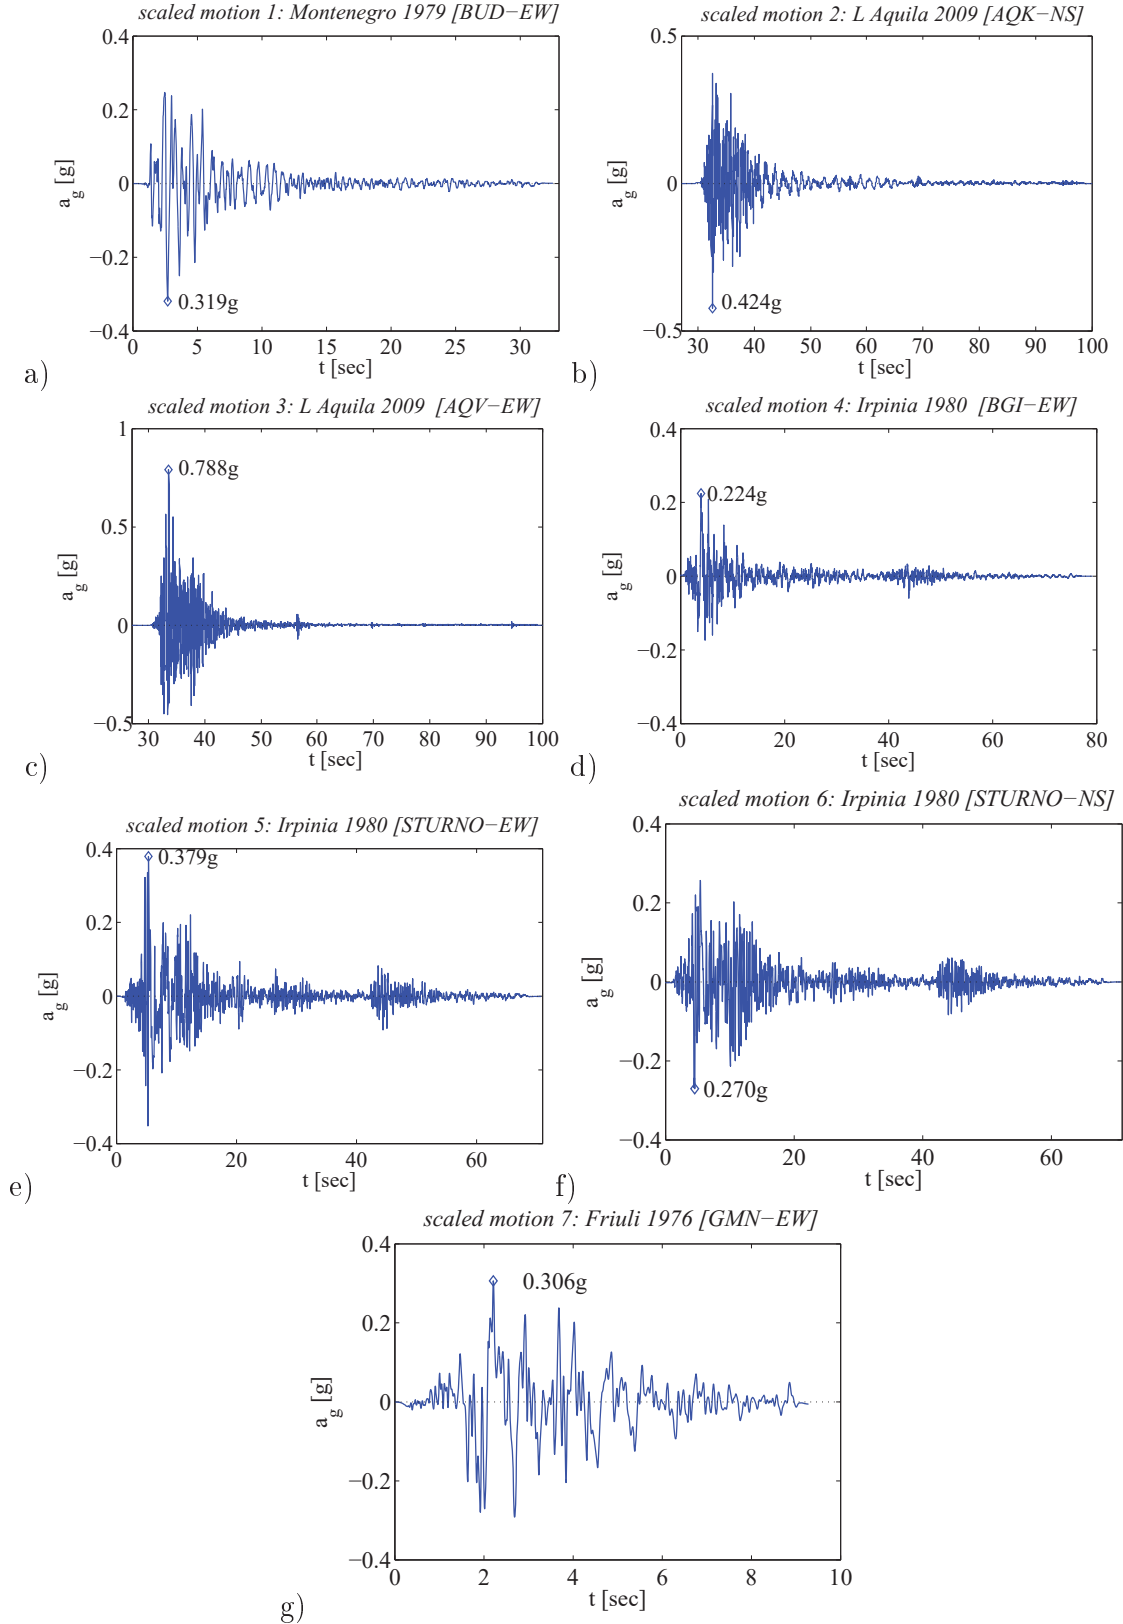 scaled motion 1: Montenegro 1979 [BUD−EW]
0.4
0.2
0
−0.2
−0.4
a g [g]
0.319g
0 5 10 15 20 25 30
t [sec]
a)
scaled motion 2: L Aquila 2009 [AQK−NS]
0.5
0
−0.5
a g [g]
0.424g
30 40 50 60 70 80 90 100
t [sec]
b)
scaled motion 3: L Aquila 2009 [AQV−EW]
1
0.5
0
−0.5
a g [g]
0.788g
30 40 50 60 70 80 90 100
t [sec]
c)
scaled motion 4: Irpinia 1980 [BGI−EW]
0.4
0.2
0
−0.2
−0.4
a g [g]
0.224g
0 20 40 60 80
t [sec]
d)
scaled motion 5: Irpinia 1980 [STURNO−EW]
0.4
0.2
0
−0.2
−0.4
a g [g]
0.379g
0 20 40 60
t [sec]
e)
scaled motion 6: Irpinia 1980 [STURNO−NS]
0.4
0.2
0
−0.2
−0.4
a g [g]
0.270g
0 20 40 60
t [sec]
f)
scaled motion 7: Friuli 1976 [GMN−EW]
0.4
0.2
0
−0.2
−0.4
a g [g]
0.306g
0 2 4 6 8 10
t [sec]
g)